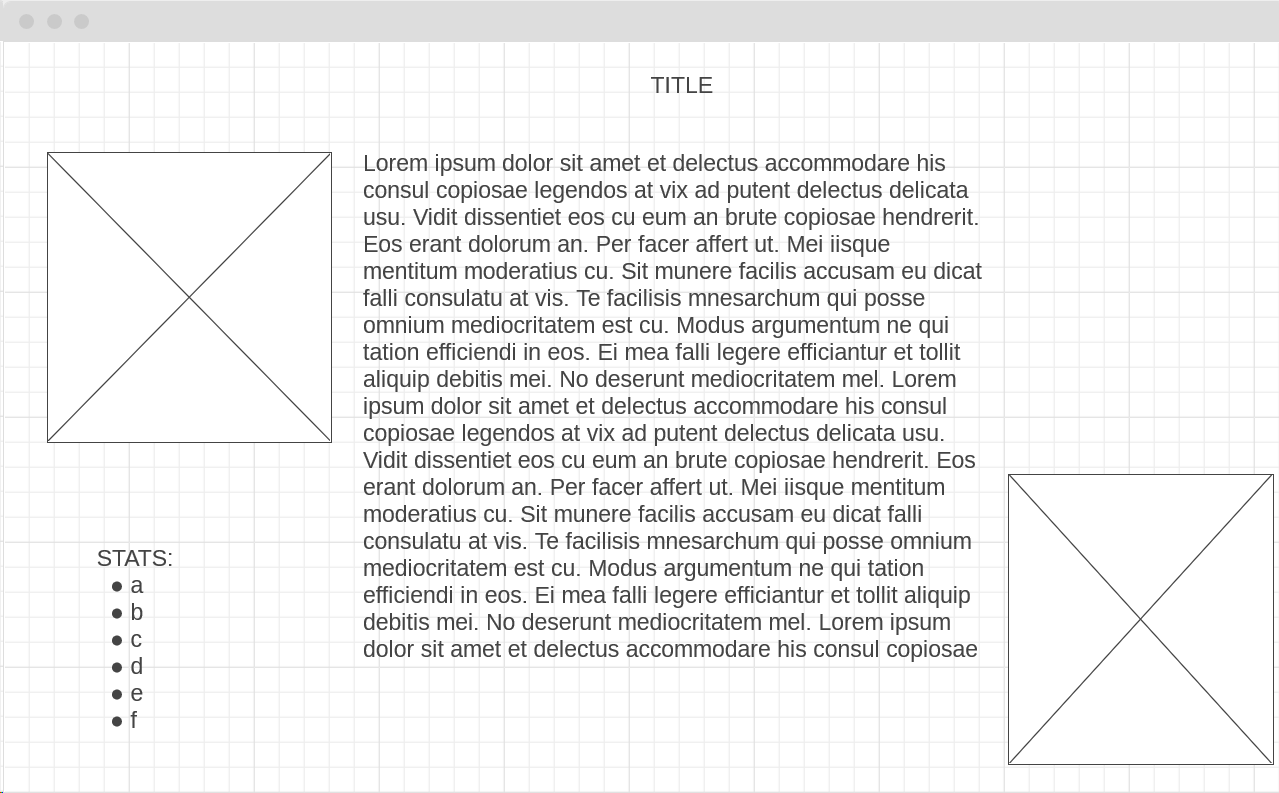 TITLE
Lorem ipsum dolor sit amet et delectus accommodare his
consul copiosae legendos at vix ad putent delectus delicata
usu. Vidit dissentiet eos cu eum an brute copiosae hendrerit.
Eos erant dolorum an. Per facer affert ut. Mei iisque
mentitum moderatius cu. Sit munere facilis accusam eu dicat
falli consulatu at vis. Te facilisis mnesarchum qui posse
omnium mediocritatem est cu. Modus argumentum ne qui
tation efficiendi in eos. Ei mea falli legere efficiantur et tollit
aliquip debitis mei. No deserunt mediocritatem mel. Lorem
ipsum dolor sit amet et delectus accommodare his consul
copiosae legendos at vix ad putent delectus delicata usu.
Vidit dissentiet eos cu eum an brute copiosae hendrerit. Eos
erant dolorum an. Per facer affert ut. Mei iisque mentitum
moderatius cu. Sit munere facilis accusam eu dicat falli
consulatu at vis. Te facilisis mnesarchum qui posse omnium
mediocritatem est cu. Modus argumentum ne qui tation
efficiendi in eos. Ei mea falli legere efficiantur et tollit aliquip
debitis mei. No deserunt mediocritatem mel. Lorem ipsum
dolor sit amet et delectus accommodare his consul copiosae
STATS:
● a
● b
● c
● d
● e
● f